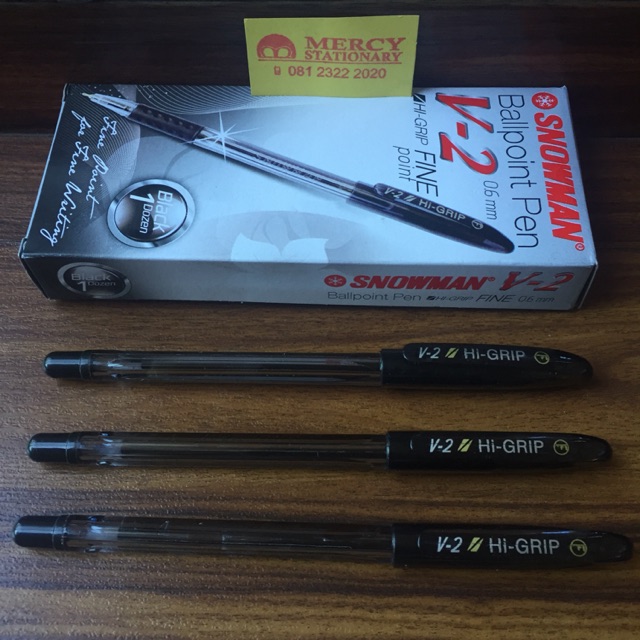 MERCY
STATIONARY
081 2322 2020
SNOWMAN®
Ballpoint Pen
V-2 0.6 mm
Hi-GRIP FINE
point
V-2 Hi-GRIP F
Fine Point
for Fine Writing
Black
1 Dozen
Black
1 Dozen
SNOWMAN® V-2
Ballpoint Pen Hi-GRIP FINE 0.6 mm
V-2 Hi-GRIP F
V-2 Hi-GRIP F
V-2 Hi-GRIP F